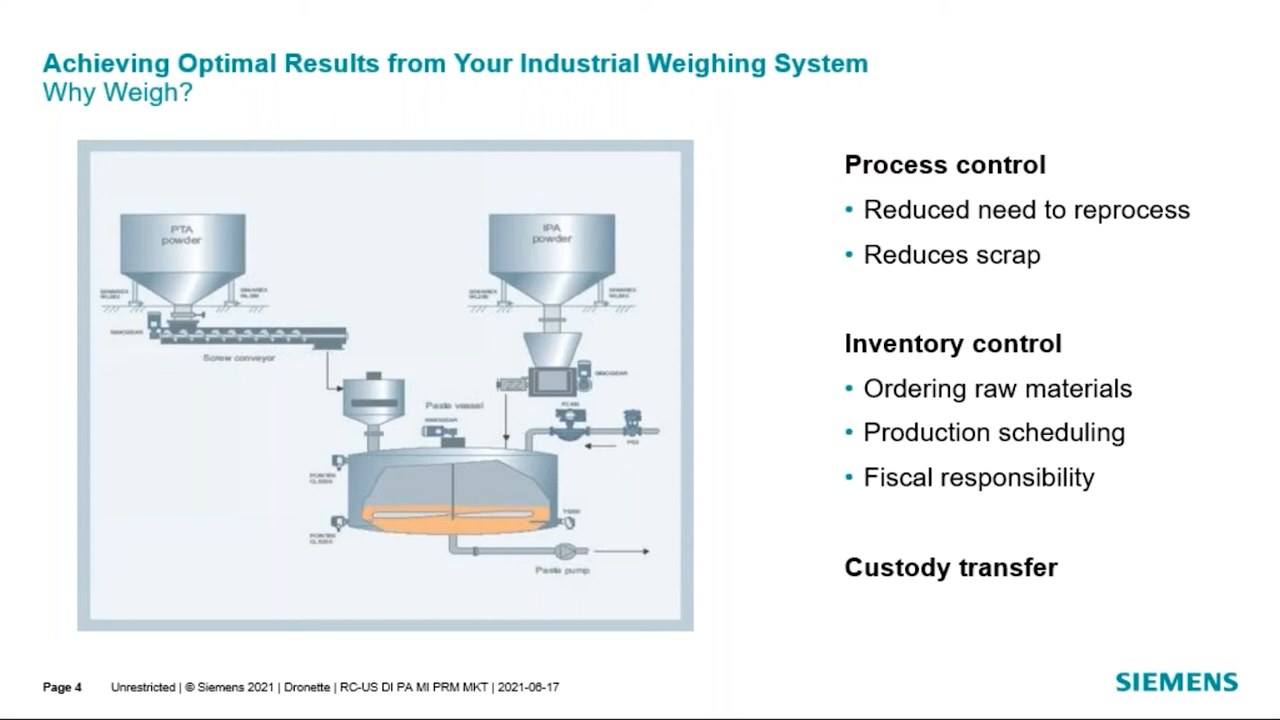 Achieving Optimal Results from Your Industrial Weighing System
Why Weigh?
PTA
powder
IPA
powder
Screw conveyor
Paste vessel
Paste pump
Process control
• Reduced need to reprocess
• Reduces scrap
Inventory control
• Ordering raw materials
• Production scheduling
• Fiscal responsibility
Custody transfer
Page 4 Unrestricted | © Siemens 2021 | Dronette | RC-US DI PA MI PRM MKT | 2021-06-17
SIEMENS